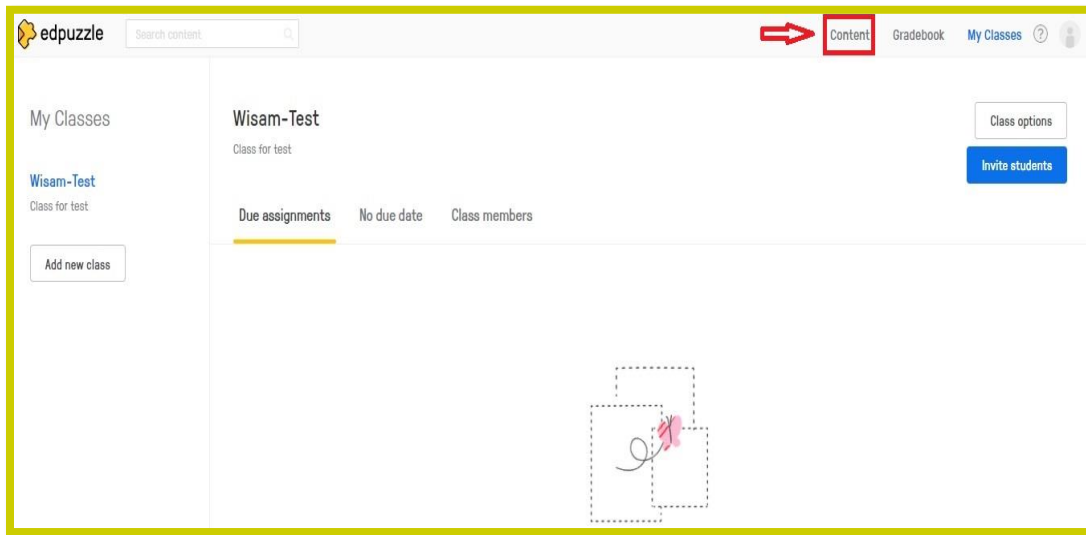 edpuzzle
Search content
Content
Gradebook
My Classes
?
My Classes
Wisam-Test
Class for test
Add new class
Wisam-Test
Class for test
Class options
Invite students
Due assignments
No due date
Class members